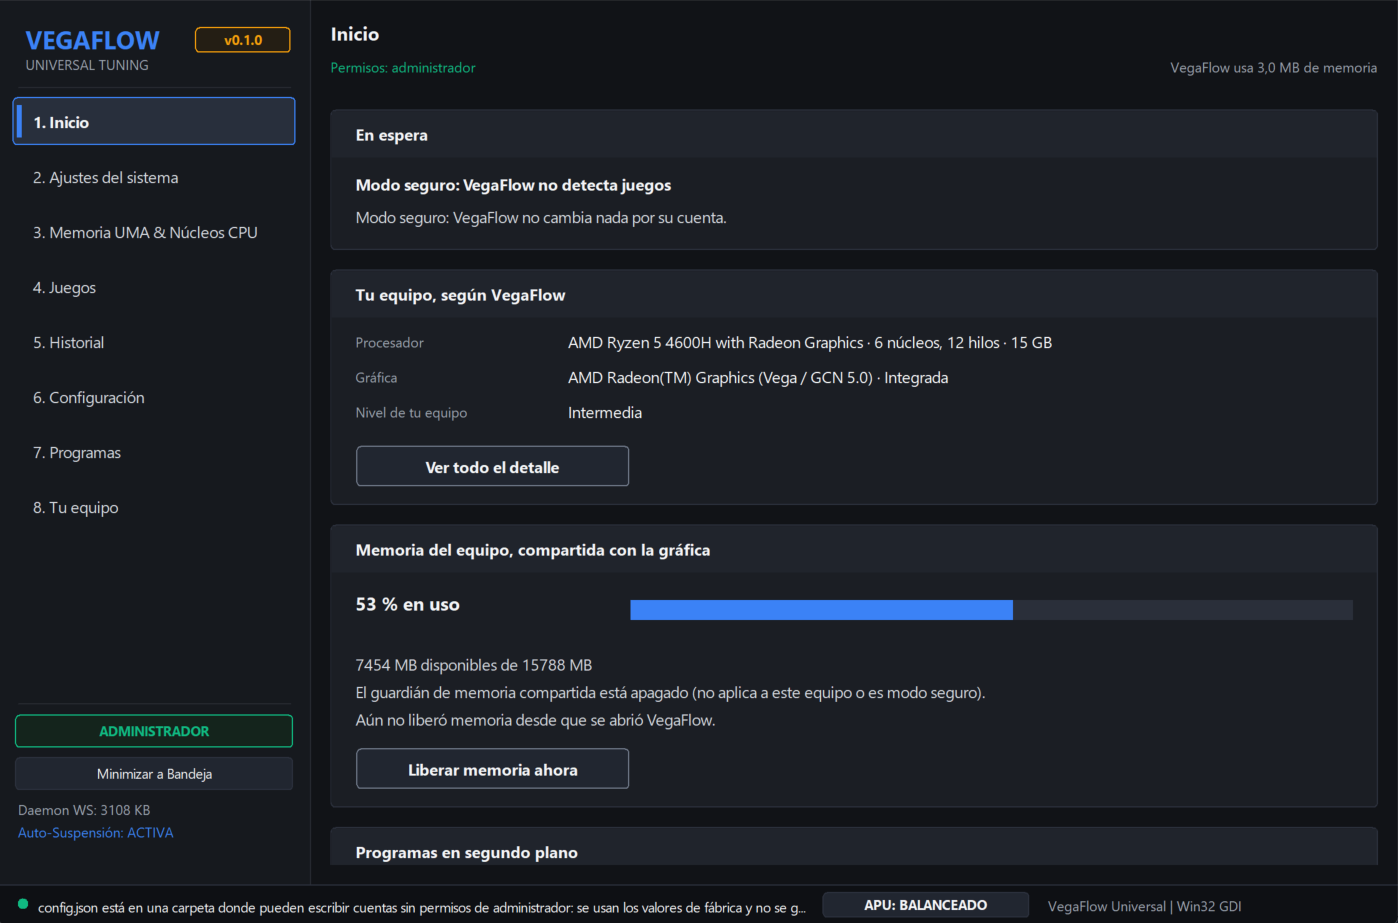 VEGAFLOW
v0.1.0
UNIVERSAL TUNING
1. Inicio
2. Ajustes del sistema
3. Memoria UMA & Núcleos CPU
4. Juegos
5. Historial
6. Configuración
7. Programas
8. Tu equipo
ADMINISTRADOR
Minimizar a Bandeja
Daemon WS: 3108 KB
Auto-Suspensión: ACTIVA
Inicio
Permisos: administrador
VegaFlow usa 3,0 MB de memoria
En espera
Modo seguro: VegaFlow no detecta juegos
Modo seguro: VegaFlow no cambia nada por su cuenta.
Tu equipo, según VegaFlow
Procesador AMD Ryzen 5 4600H with Radeon Graphics · 6 núcleos, 12 hilos · 15 GB
Gráfica AMD Radeon(TM) Graphics (Vega / GCN 5.0) · Integrada
Nivel de tu equipo Intermedia
Ver todo el detalle
Memoria del equipo, compartida con la gráfica
53 % en uso
7454 MB disponibles de 15788 MB
El guardián de memoria compartida está apagado (no aplica a este equipo o es modo seguro).
Aún no liberó memoria desde que se abrió VegaFlow.
Liberar memoria ahora
Programas en segundo plano
config.json está en una carpeta donde pueden escribir cuentas sin permisos de administrador: se usan los valores de fábrica y no se g...
APU: BALANCEADO
VegaFlow Universal | Win32 GDI